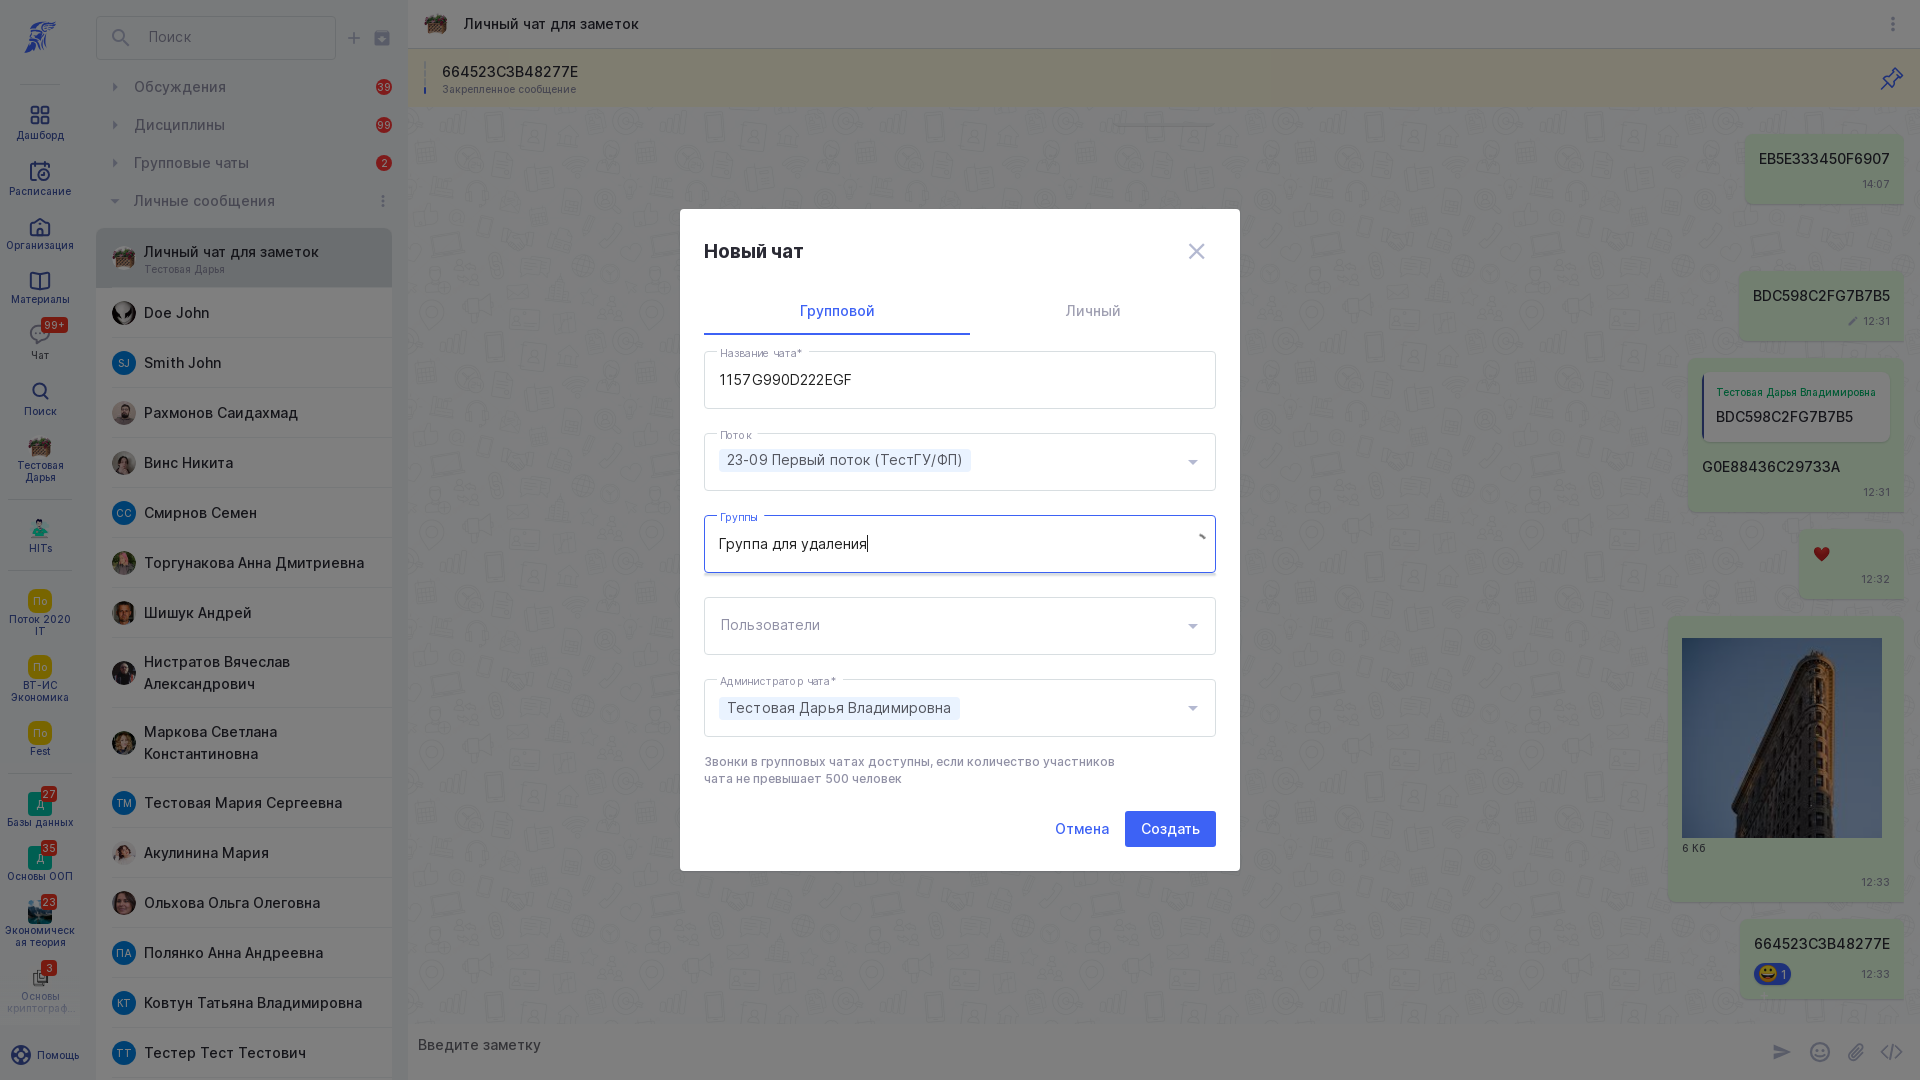 Дашборд
Расписание
Организация
Материалы
99+
Чат
Поиск
Тестовая
Дарья
HITs
По
Поток 2020
IT
По
ВТ-ИС
Экономика
По
Fest
27
Д
Базы данных
35
Д
Основы ООП
23
Экономическ
ая теория
3
Основы
криптограф...
Помощь
Поиск
Обсуждения
39
Дисциплины
99
Групповые чаты
2
Личные сообщения
Личный чат для заметок
Тестовая Дарья
Doe John
SJ
Smith John
Рахмонов Саидахмад
Винс Никита
СС
Смирнов Семен
Торгунакова Анна Дмитриевна
Шишук Андрей
Нистратов Вячеслав
Александрович
Маркова Светлана
Константиновна
ТМ
Тестовая Мария Сергеевна
Акулинина Мария
Ольхова Ольга Олеговна
ПА
Полянко Анна Андреевна
КТ
Ковтун Татьяна Владимировна
ТТ
Тестер Тест Тестович
Личный чат для заметок
664523C3B48277E
Закрепленное сообщение
EB5E333450F6907
14:07
BDC598C2FG7B7B5
12:31
Тестовая Дарья Владимировна
BDC598C2FG7B7B5
G0E88436C29733A
12:31
❤️
12:32
6 Кб
12:33
664523C3B48277E
😀 1
12:33
Введите заметку
Новый чат
Групповой
Личный
Название чата*
1157G990D222EGF
Поток
23-09 Первый поток (ТестГУ/ФП)
Группы
Группа для удаления
Пользователи
Администратор чата*
Тестовая Дарья Владимировна
Звонки в групповых чатах доступны, если количество участников
чата не превышает 500 человек
Отмена
Создать